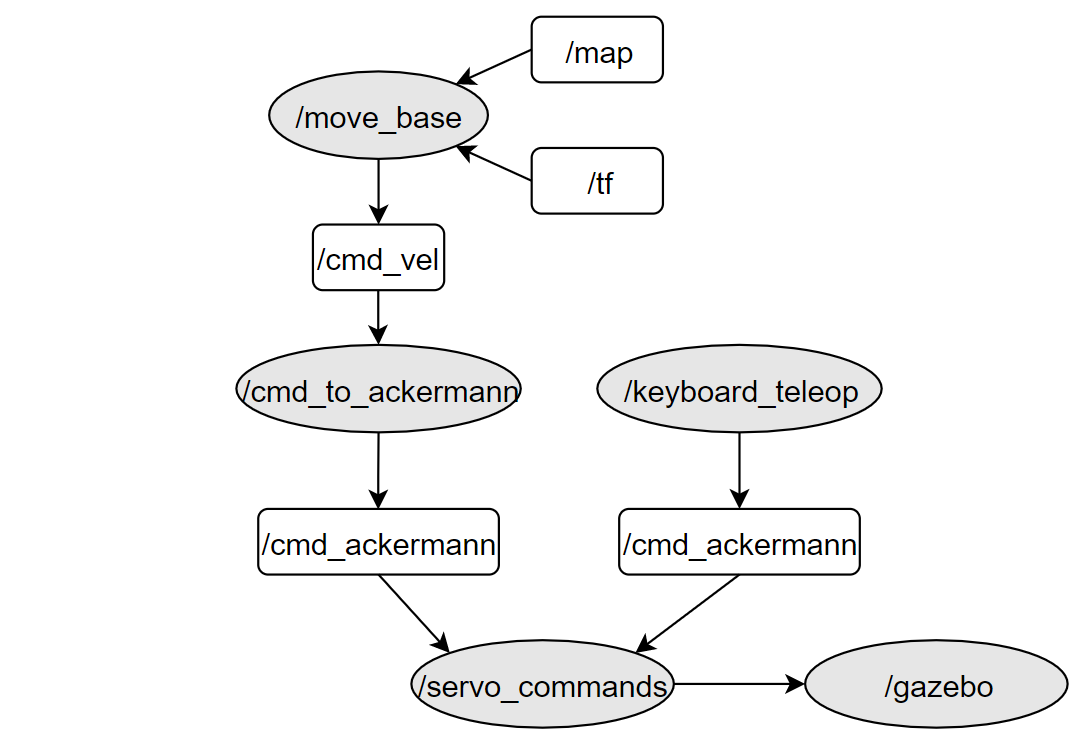 /map
/move_base
/tf
/cmd_vel
/cmd_to_ackermann
/keyboard_teleop
/cmd_ackermann
/cmd_ackermann
/servo_commands
/gazebo